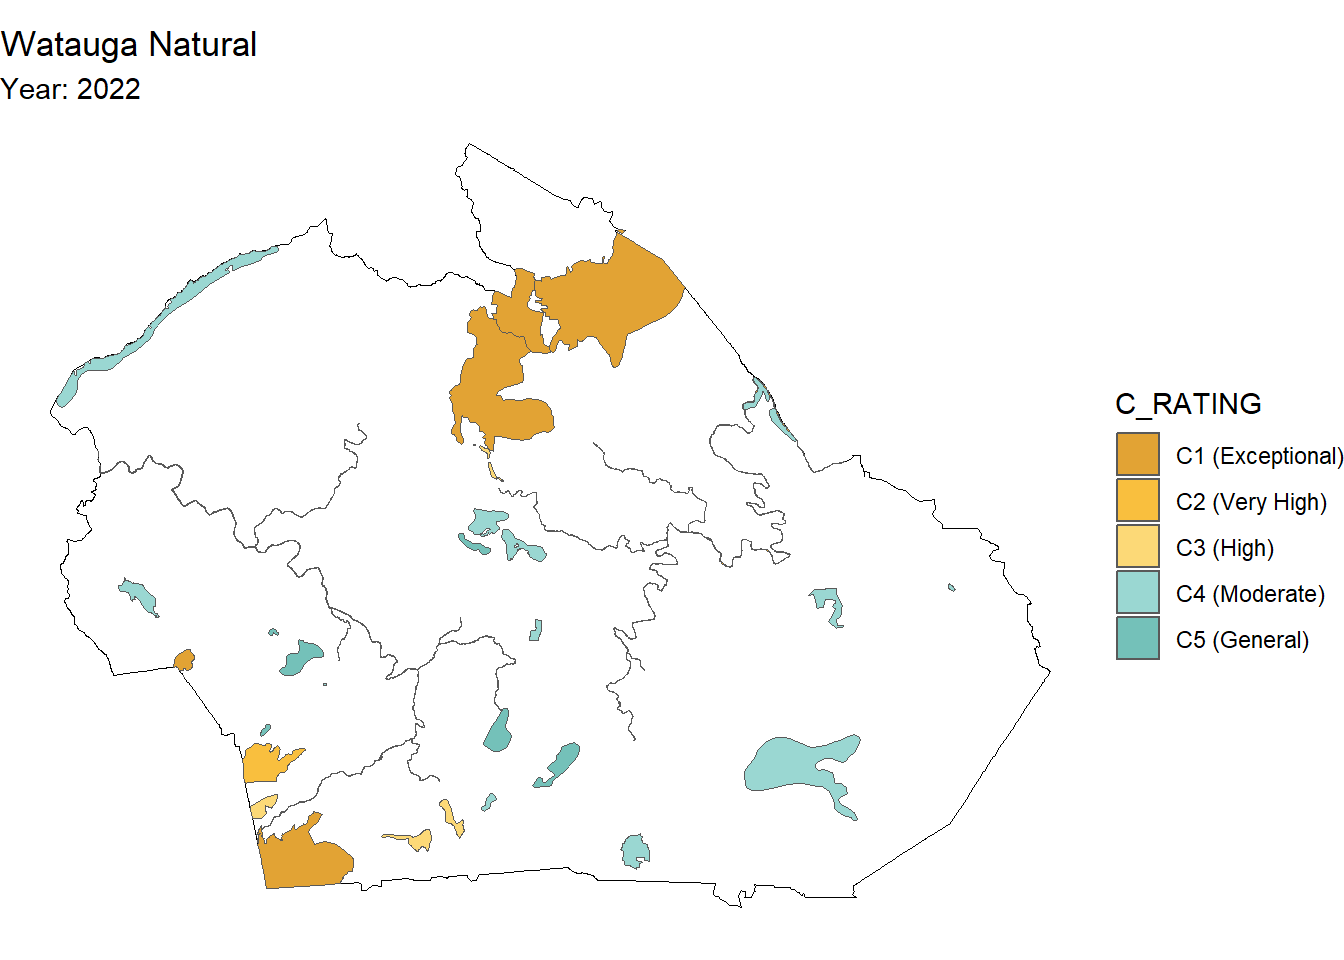 Watauga Natural
Year: 2022
C_RATING
C1 (Exceptional)
C2 (Very High)
C3 (High)
C4 (Moderate)
C5 (General)